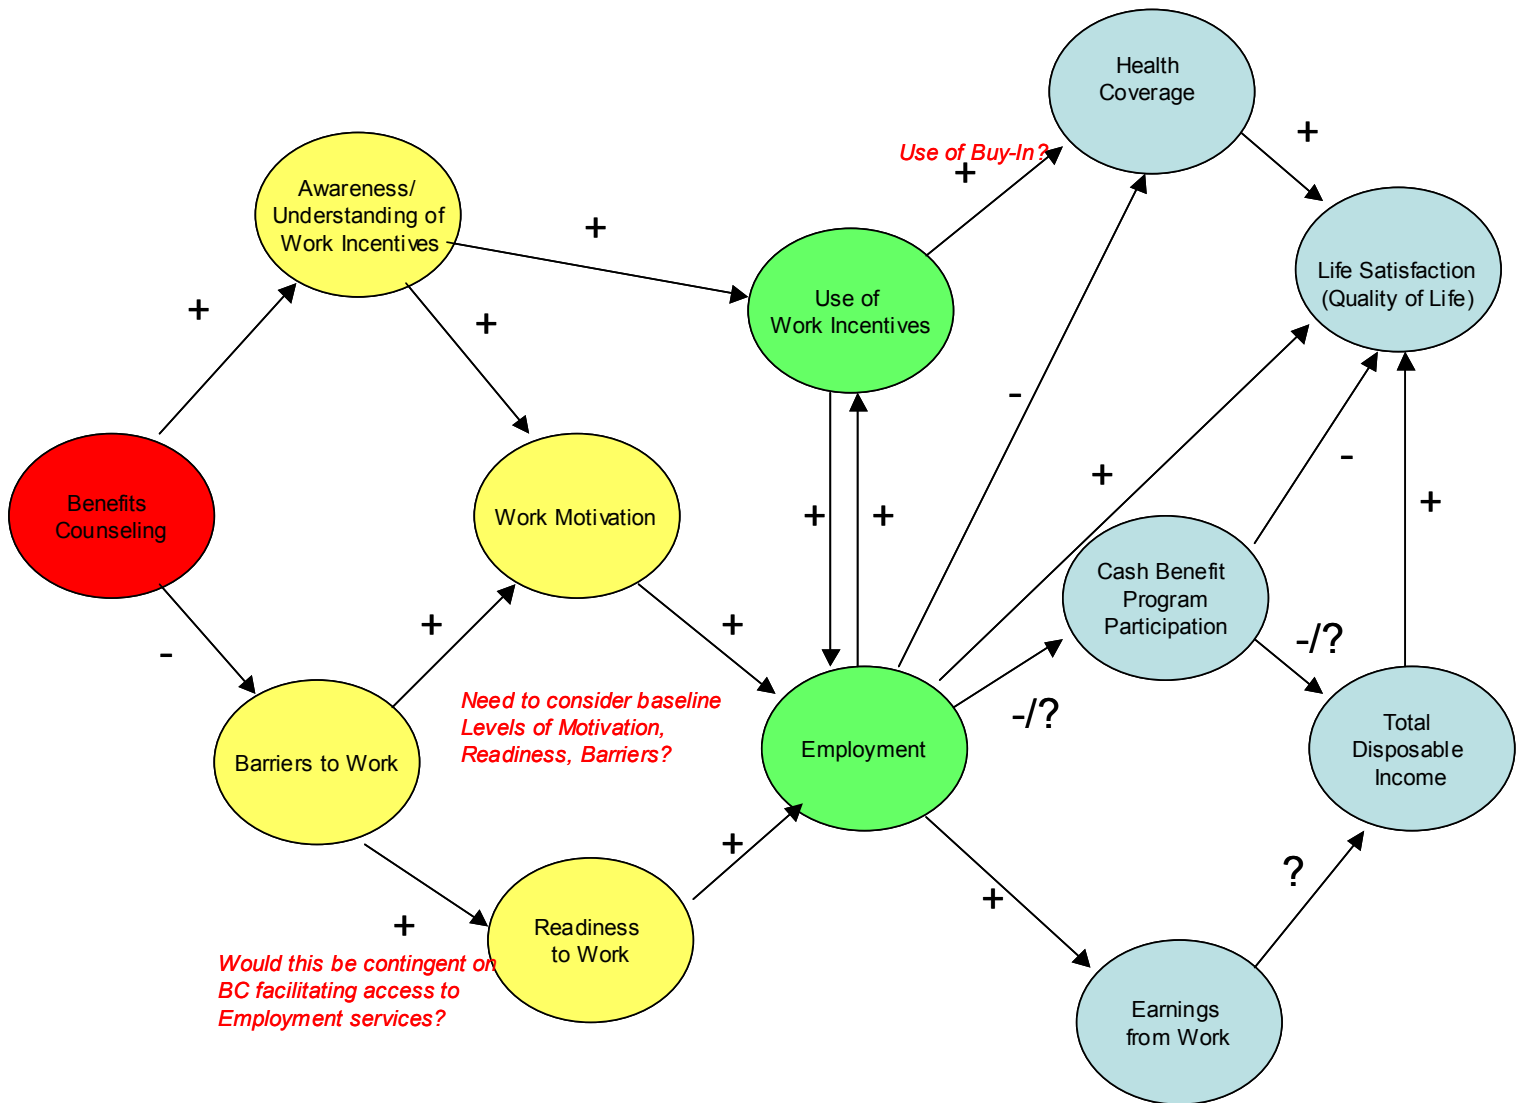 Health
Coverage
+
Use of Buy-In?
+
Awareness/
Understanding of
Work Incentives
+
Life Satisfaction
(Quality of Life)
Use of
Work Incentives
+
+
-
-
+
+
Benefits
Counseling
Work Motivation
+
+
Cash Benefit
Program
Participation
+
+
-
-/?
Need to consider baseline
Levels of Motivation,
Readiness, Barriers?
-/?
Total
Disposable
Income
Barriers to Work
Employment
+
?
+
+
Readiness
to Work
Would this be contingent on
BC facilitating access to
Employment services?
Earnings
from Work